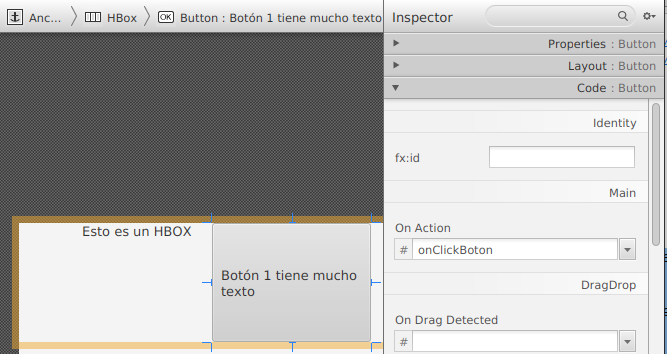 Anc...
HBox
OK
Button : Botón 1 tiene mucho texto
Inspector
Properties : Button
Layout : Button
Code : Button
Identity
fx:id
Main
On Action
# onClickBoton
DragDrop
On Drag Detected
#
Esto es un HBOX
Botón 1 tiene mucho
texto